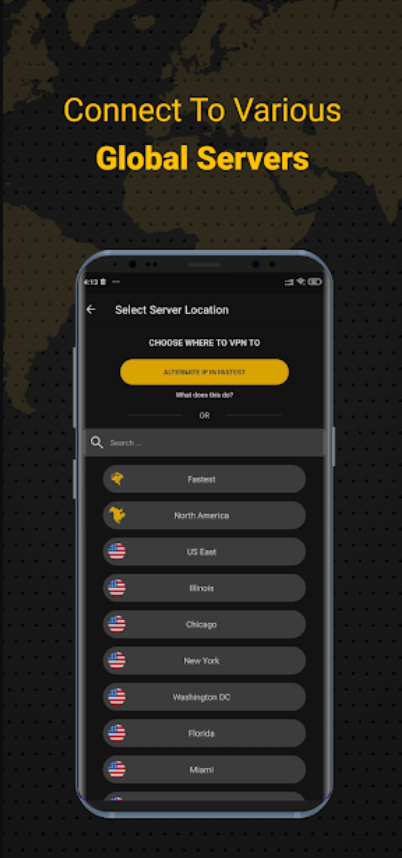 Connect To Various
Global Servers
4:13
Select Server Location
CHOOSE WHERE TO VPN TO
ALTERNATE IP IN FASTEST
What does this do?
OR
Search ...
Fastest
North America
US East
Illinois
Chicago
New York
Washington DC
Florida
Miami